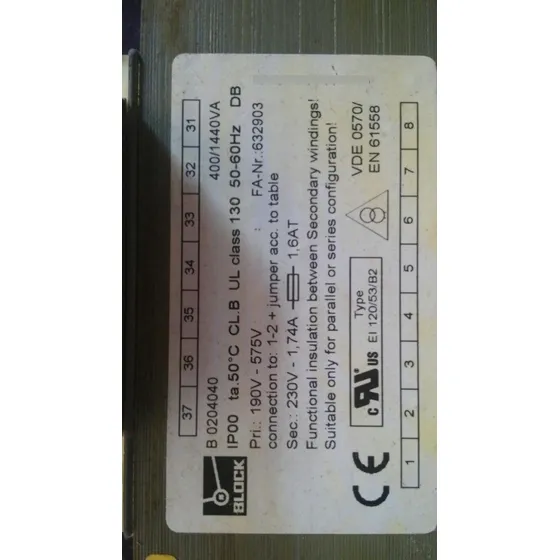 37 36 35 34 33 32 31
B 0204040 400/1440VA
IP00 ta.50°C CL.B UL class 130 50-60Hz DB
Pri.: 190V - 575V : FA-Nr.:632903
connection to: 1-2 + jumper acc. to table
Sec.: 230V - 1,74A 1,6AT
Functional insulation between Secondary windings!
Suitable only for parallel or series configuration!
BLOCK
CE
c UR US
Type
EI 120/53/B2
VDE 0570/
EN 61558
1 2 3 4 5 6 7 8